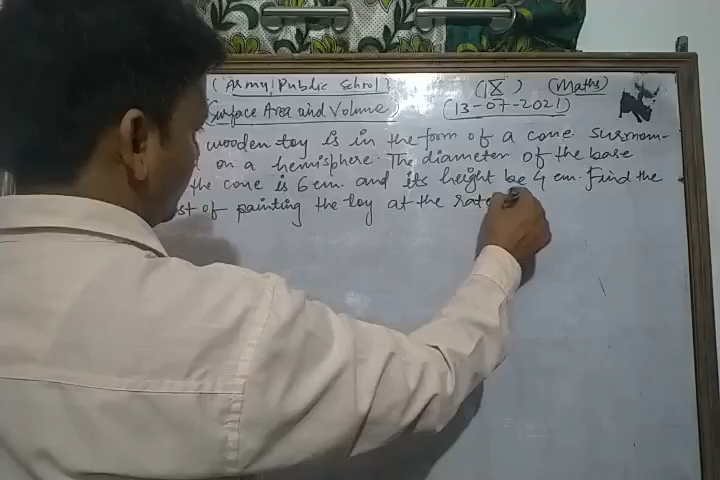 (Army Public School) (IX) (Maths)
Surface Area and Volume) (13-07-2021)
wooden toy is in the form of a cone surmoun-
on a hemisphere. The diameter of the base
the cone is 6 cm. and its height be 4 cm. Find the
st of painting the toy at the rate